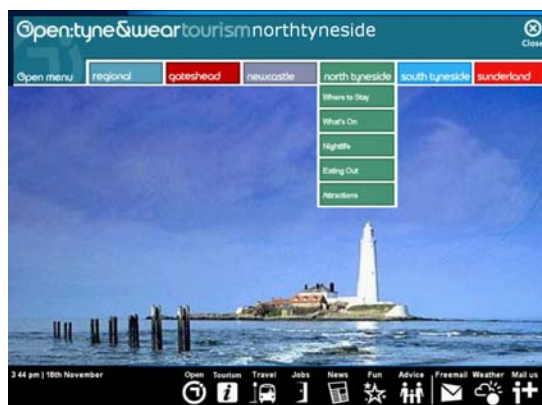 Open:tyne&weartourismnorthtyneside
Close
Open menu
regional
gateshead
newcastle
north tyneside
south tyneside
sunderland
Where to Stay
What's On
Nightlife
Eating Out
Attractions
3 44 pm | 18th November
Open
Tourism
Travel
Jobs
News
Fun
Advice
Freemail
Weather
Mail us